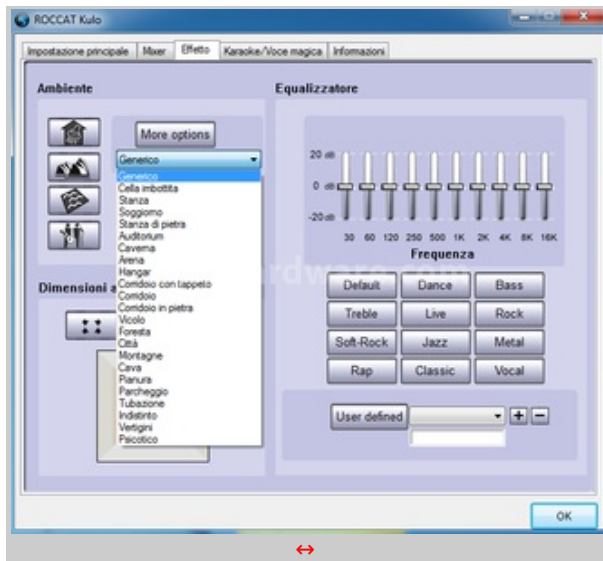 ROCCAT Kulo
Impostazione principale Mixer Effetto Karaoke/Voce magica Informazioni
Ambiente
Equalizzatore
More options
Generico
Generico
Cella imbottita
Stanza
Soggiorno
Stanza di pietra
Auditorium
Caverna
Arena
Hangar
Corridoio con tappeto
Corridoio
Corridoio in pietra
Vicolo
Foresta
Città
Montagne
Cava
Pianura
Parcheggio
Tubazione
Indistinto
Vertigini
Psicotico
Dimensioni a
20 dB
0 dB
-20 dB
30 60 120 250 500 1K 2K 4K 8K 16K
Frequenza
Default Dance Bass
Treble Live Rock
Soft-Rock Jazz Metal
Rap Classic Vocal
User defined
OK